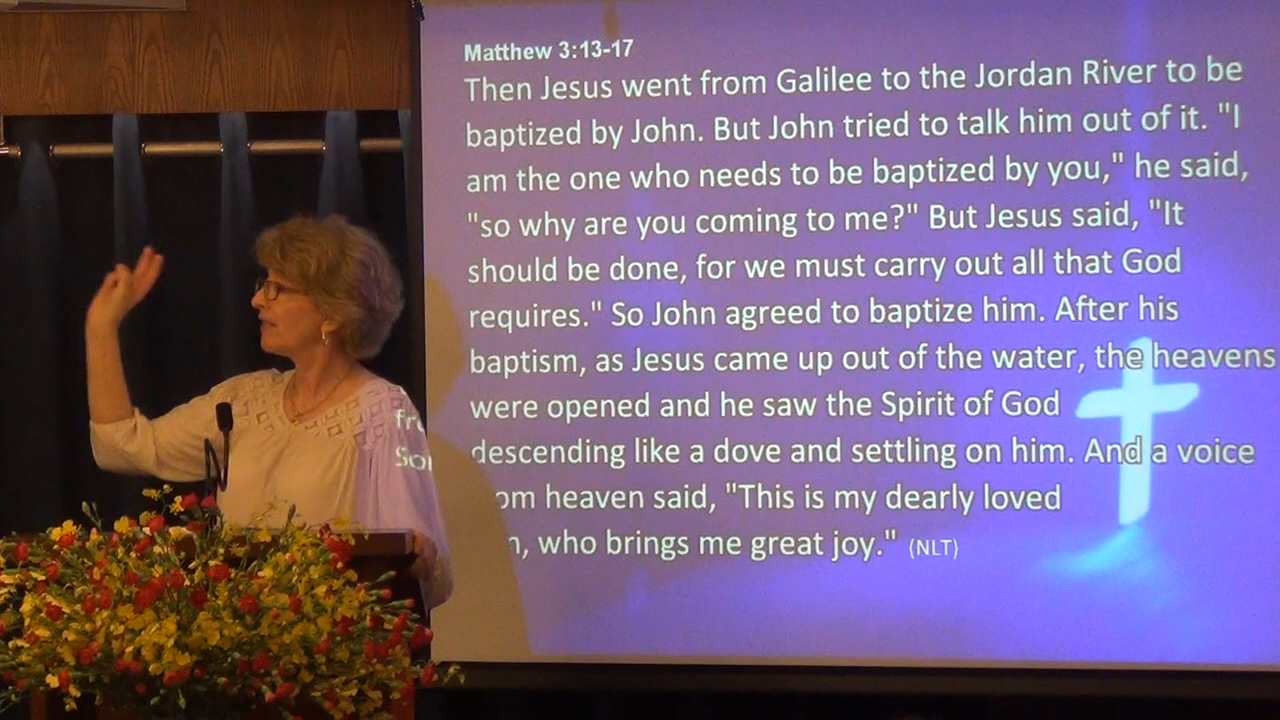 Matthew 3:13-17
Then Jesus went from Galilee to the Jordan River to be
baptized by John. But John tried to talk him out of it. "I
am the one who needs to be baptized by you," he said,
"so why are you coming to me?" But Jesus said, "It
should be done, for we must carry out all that God
requires." So John agreed to baptize him. After his
baptism, as Jesus came up out of the water, the heavens
were opened and he saw the Spirit of God
descending like a dove and settling on him. And a voice
from heaven said, "This is my dearly loved
Son, who brings me great joy." (NLT)